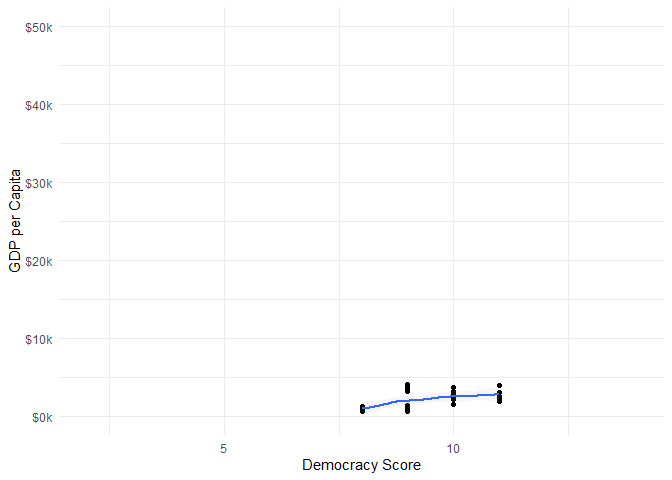 $50k
$40k
$30k
$20k
$10k
$0k
GDP per Capita
5
10
Democracy Score